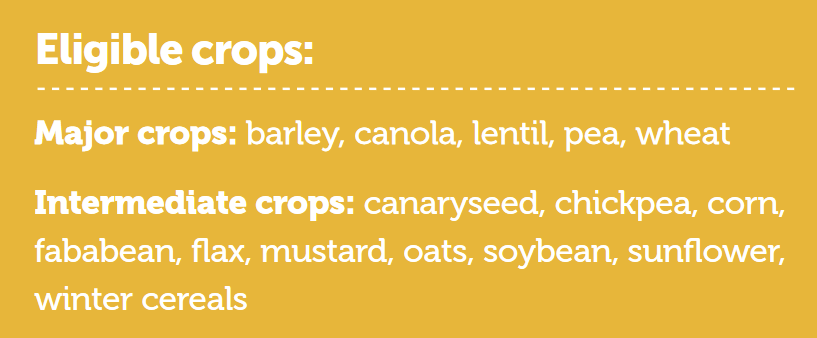 Eligible crops:
Major crops: barley, canola, lentil, pea, wheat
Intermediate crops: canaryseed, chickpea, corn,
fababean, flax, mustard, oats, soybean, sunflower,
winter cereals